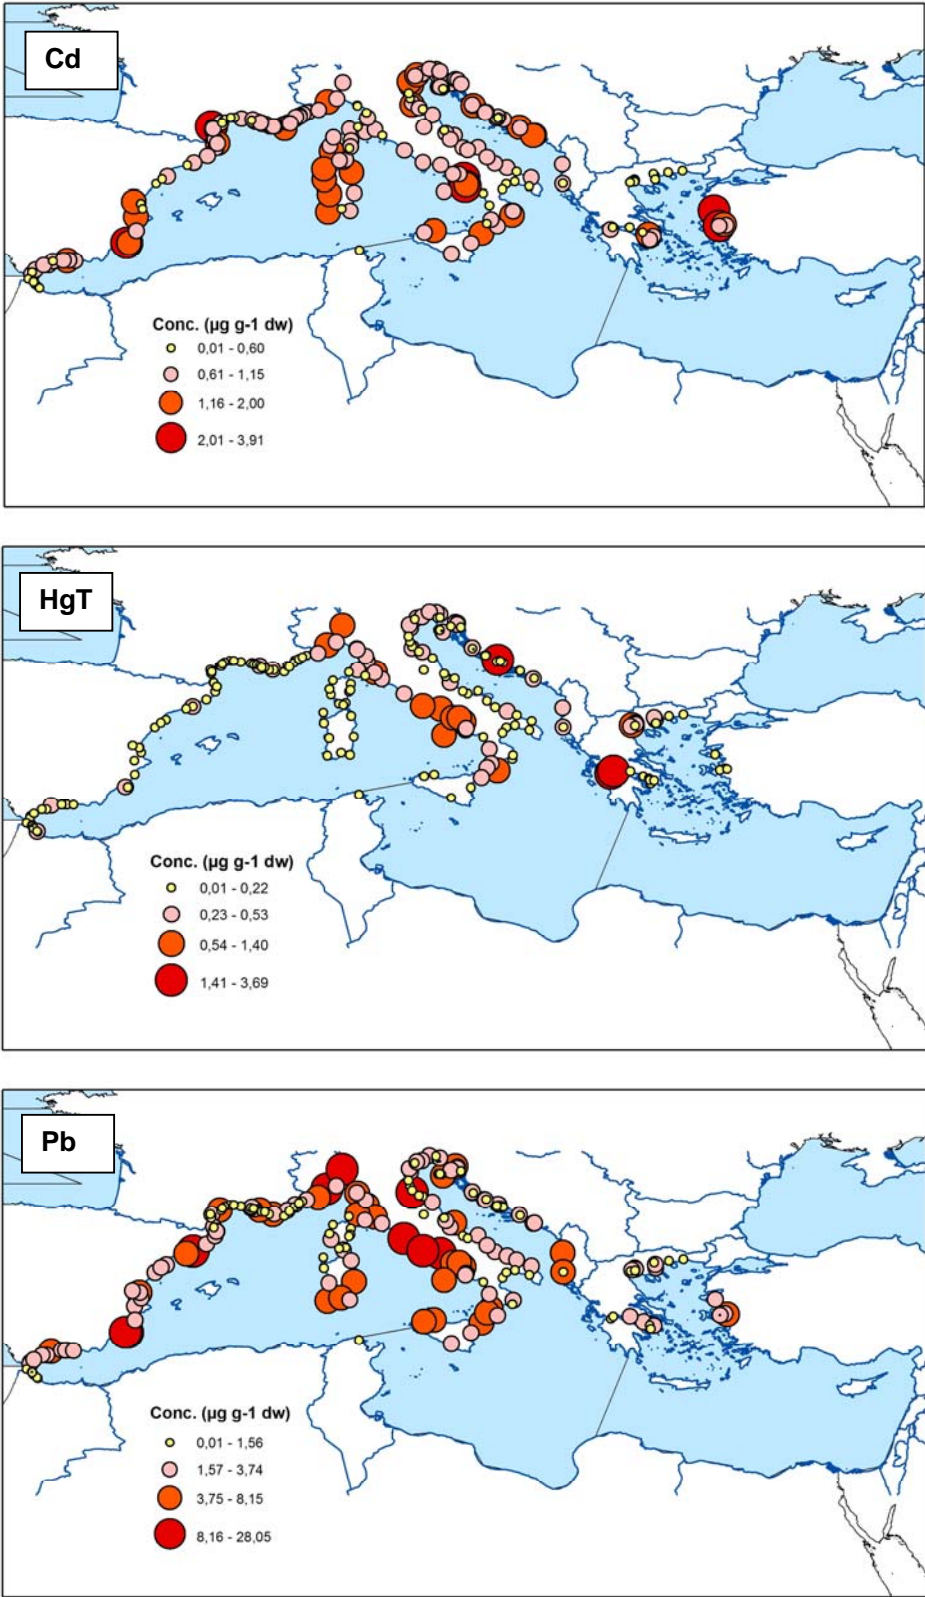 Cd
Conc. (µg g-1 dw)
0,01 - 0,60
0,61 - 1,15
1,16 - 2,00
2,01 - 3,91
HgT
Conc. (µg g-1 dw)
0,01 - 0,22
0,23 - 0,53
0,54 - 1,40
1,41 - 3,69
Pb
Conc. (µg g-1 dw)
0,01 - 1,56
1,57 - 3,74
3,75 - 8,15
8,16 - 28,05